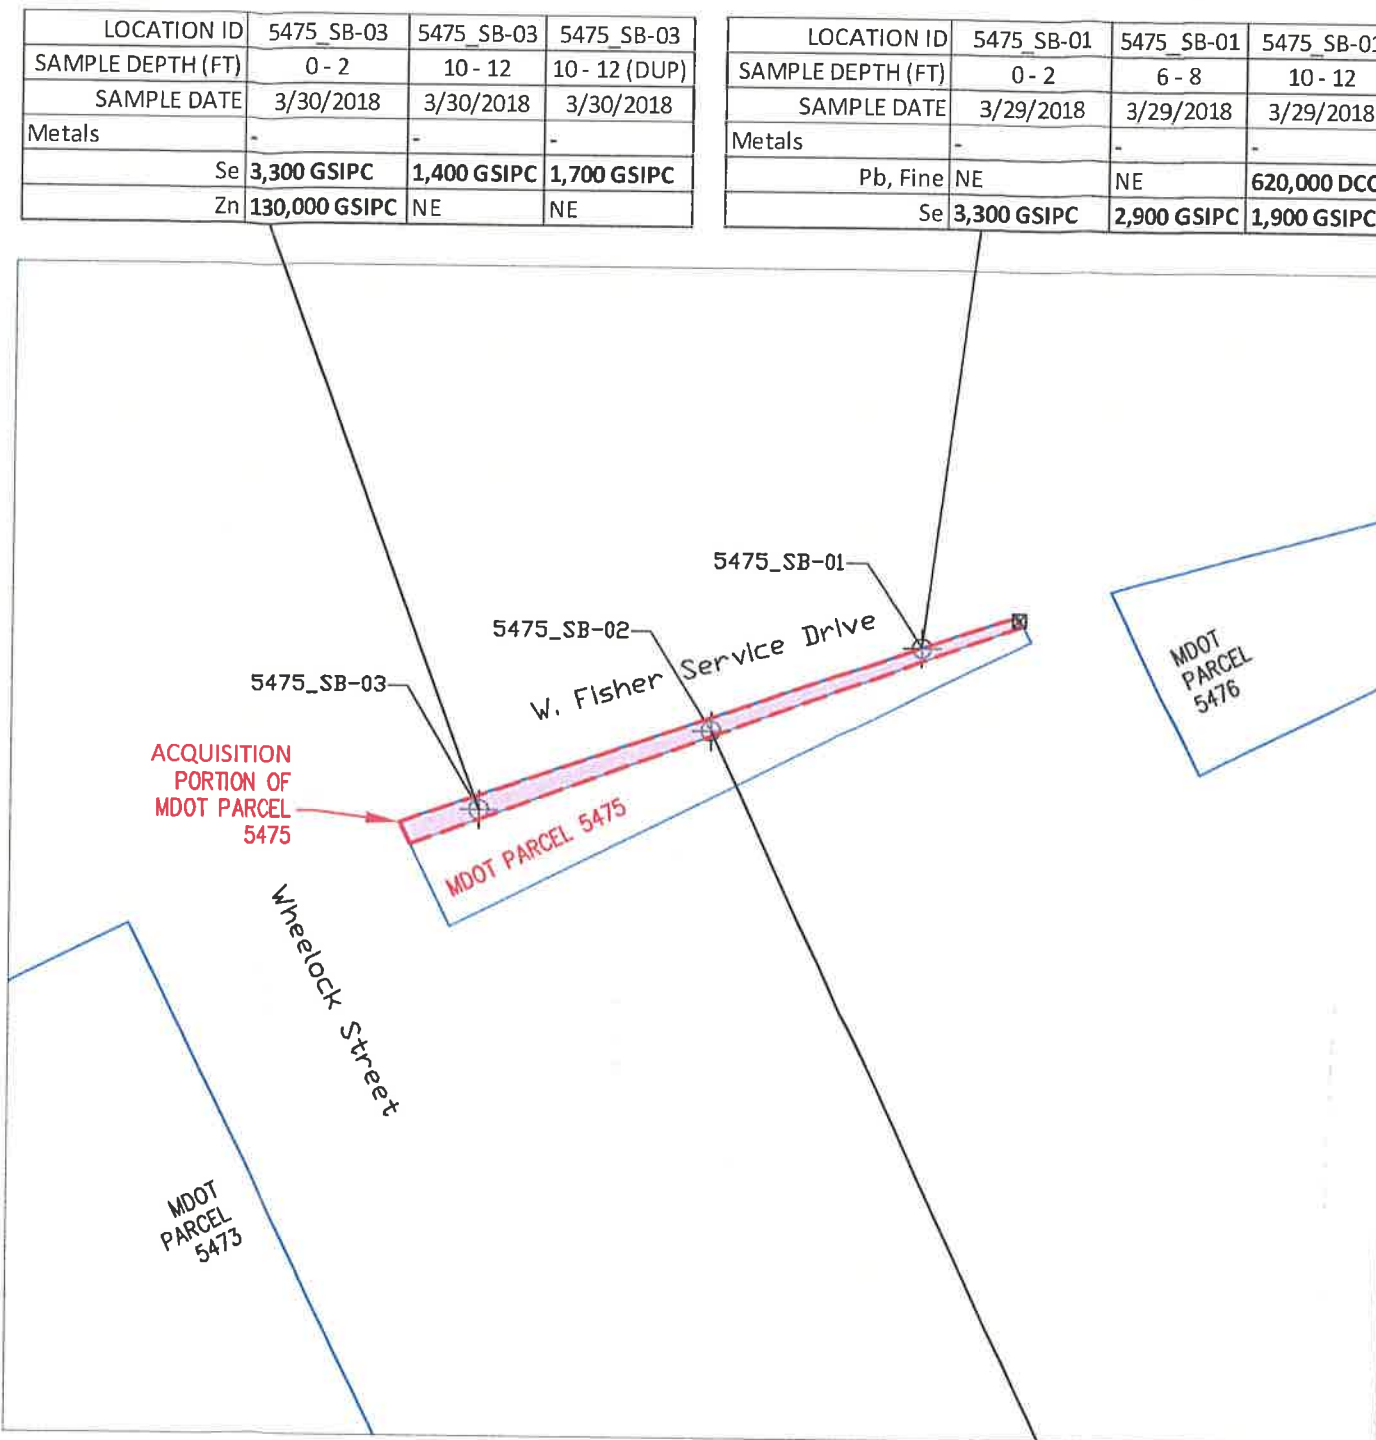 LOCATION ID 5475_SB-03 5475_SB-03 5475_SB-03
SAMPLE DEPTH (FT) 0 - 2 10 - 12 10 - 12 (DUP)
SAMPLE DATE 3/30/2018 3/30/2018 3/30/2018
Metals - - -
Se 3,300 GSIPC 1,400 GSIPC 1,700 GSIPC
Zn 130,000 GSIPC NE NE
LOCATION ID 5475_SB-01 5475_SB-01 5475_SB-01
SAMPLE DEPTH (FT) 0 - 2 6 - 8 10 - 12
SAMPLE DATE 3/29/2018 3/29/2018 3/29/2018
Metals - - -
Pb, Fine NE NE 620,000 DCC
Se 3,300 GSIPC 2,900 GSIPC 1,900 GSIPC
5475_SB-01
5475_SB-02
5475_SB-03
W. Fisher Service Drive
MDOT
PARCEL
5476
ACQUISITION
PORTION OF
MDOT PARCEL
5475
MDOT PARCEL 5475
Wheelock Street
MDOT
PARCEL
5473